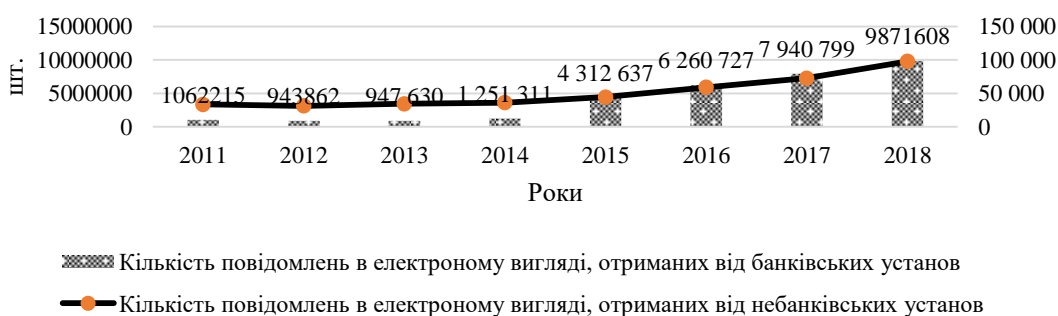 15000000
10000000
5000000
0
шт.
1062215 943862 947 630 1 251 311 4 312 637 6 260 727 7 940 799 9871608
150 000
100 000
50 000
0
2011 2012 2013 2014 2015 2016 2017 2018
Роки
Кількість повідомлень в електроному вигляді, отриманих від банківських установ
Кількість повідомлень в електроному вигляді, отриманих від небанківських установ